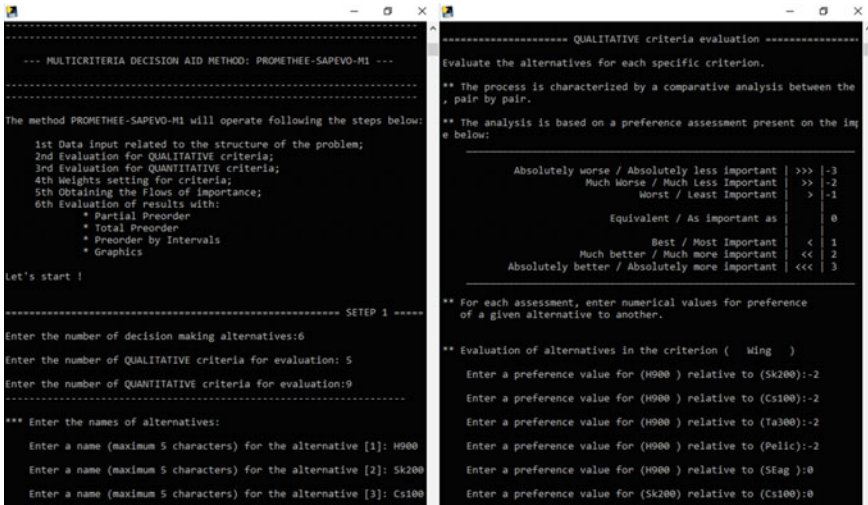 --- MULTICRITERIA DECISION AID METHOD: PROMETHEE-SAPEVO-M1 ---
The method PROMETHEE-SAPEVO-M1 will operate following the steps below:
1st Data input related to the structure of the problem;
2nd Evaluation for QUALITATIVE criteria;
3rd Evaluation for QUANTITATIVE criteria;
4th Weights setting for criteria;
5th Obtaining the Flows of importance;
6th Evaluation of results with:
* Partial Preorder
* Total Preorder
* Preorder by Intervals
* Graphics
Let's start !
SETEP 1
Enter the number of decision making alternatives:6
Enter the number of QUALITATIVE criteria for evaluation: 5
Enter the number of QUANTITATIVE criteria for evaluation:9
*** Enter the names of alternatives:
Enter a name (maximum 5 characters) for the alternative [1]: H900
Enter a name (maximum 5 characters) for the alternative [2]: Sk200
Enter a name (maximum 5 characters) for the alternative [3]: Cs100
QUALITATIVE criteria evaluation
Evaluate the alternatives for each specific criterion.
** The process is characterized by a comparative analysis between the
, pair by pair.
** The analysis is based on a preference assessment present on the imp
e below:
Absolutely worse / Absolutely less important | >>> |-3
Much Worse / Much Less Important | >> |-2
Worst / Least Important | > |-1
Equivalent / As important as | | 0
Best / Most Important | < | 1
Much better / Much more important | << | 2
Absolutely better / Absolutely more important | <<< | 3
** For each assessment, enter numerical values for preference
of a given alternative to another.
** Evaluation of alternatives in the criterion ( Wing )
Enter a preference value for (H900 ) relative to (Sk200):-2
Enter a preference value for (H900 ) relative to (Cs100):-2
Enter a preference value for (H900 ) relative to (Ta300):-2
Enter a preference value for (H900 ) relative to (Pelic):-2
Enter a preference value for (H900 ) relative to (SEag ):0
Enter a preference value for (Sk200) relative to (Cs100):0